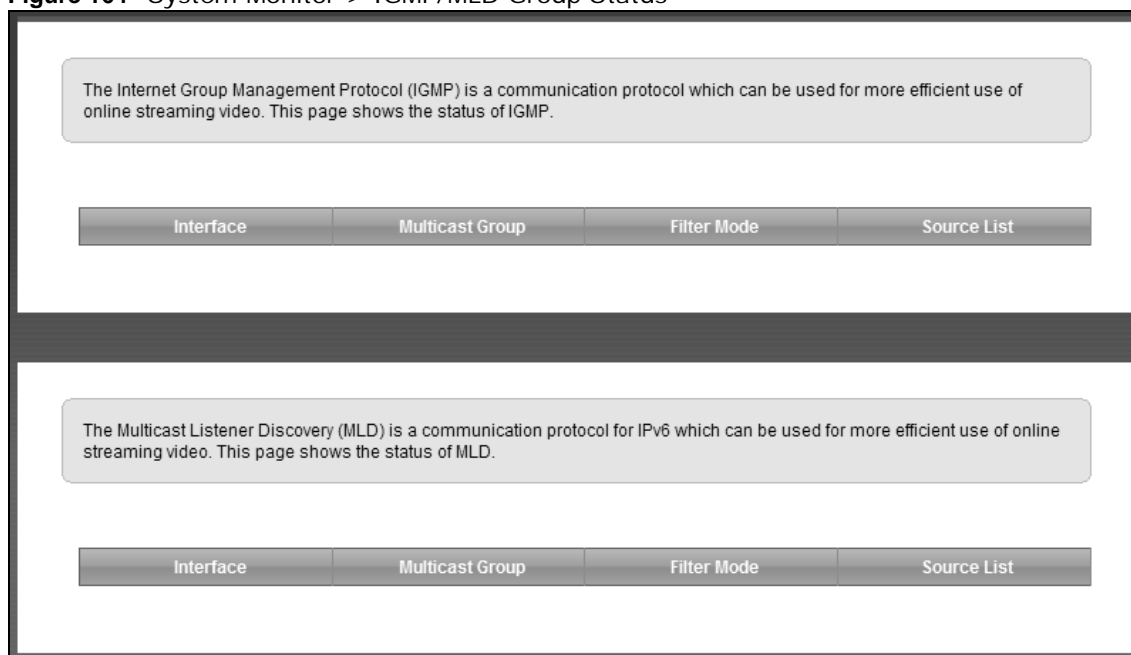 System Monitor > IGMP/MLD Group Status
The Internet Group Management Protocol (IGMP) is a communication protocol which can be used for more efficient use of
online streaming video. This page shows the status of IGMP.
Interface Multicast Group Filter Mode Source List
The Multicast Listener Discovery (MLD) is a communication protocol for IPv6 which can be used for more efficient use of online
streaming video. This page shows the status of MLD.
Interface Multicast Group Filter Mode Source List